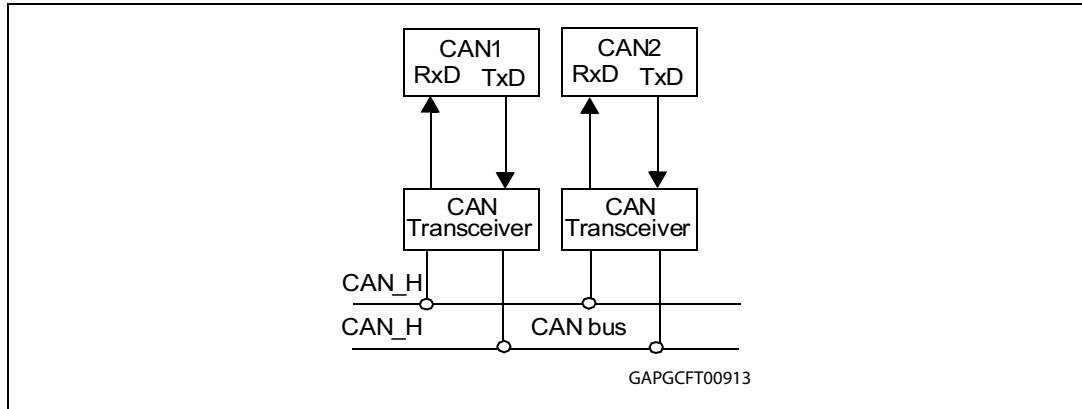 CAN1
RxD TxD
CAN2
RxD TxD
CAN
Transceiver
CAN
Transceiver
CAN_H
CAN_H
CAN bus
GAPGCFT00913